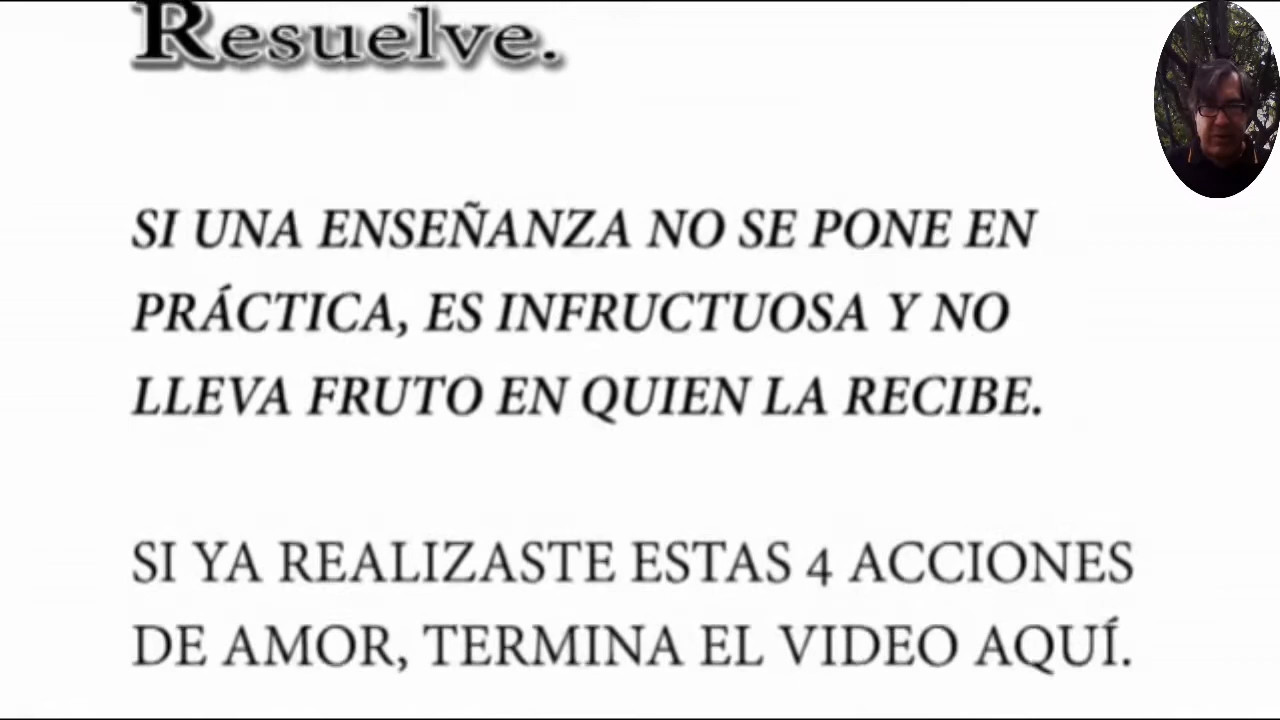 Resuelve.
SI UNA ENSEÑANZA NO SE PONE EN
PRÁCTICA, ES INFRUCTUOSA Y NO
LLEVA FRUTO EN QUIEN LA RECIBE.
SI YA REALIZASTE ESTAS 4 ACCIONES
DE AMOR, TERMINA EL VIDEO AQUÍ.